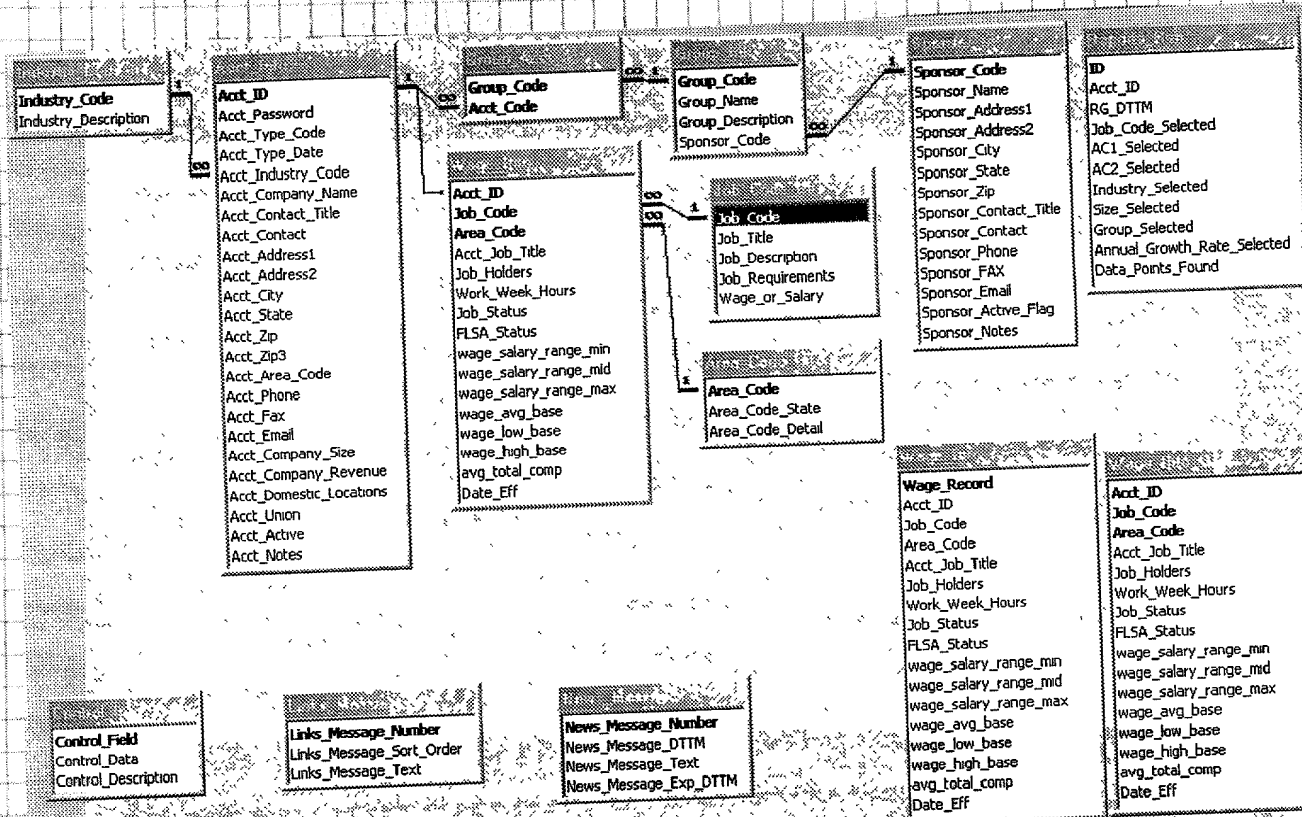 Industry_Code
Industry_Description
1
∞
Acct_ID
Acct_Password
Acct_Type_Code
Acct_Type_Date
Acct_Industry_Code
Acct_Company_Name
Acct_Contact_Title
Acct_Contact
Acct_Address1
Acct_Address2
Acct_City
Acct_State
Acct_Zip
Acct_Zip3
Acct_Area_Code
Acct_Phone
Acct_Fax
Acct_Email
Acct_Company_Size
Acct_Company_Revenue
Acct_Domestic_Locations
Acct_Union
Acct_Active
Acct_Notes
1
∞
Group_Code
Acct_Code
∞
1
Group_Code
Group_Name
Group_Description
Sponsor_Code
∞
1
Sponsor_Code
Sponsor_Name
Sponsor_Address1
Sponsor_Address2
Sponsor_City
Sponsor_State
Sponsor_Zip
Sponsor_Contact_Title
Sponsor_Contact
Sponsor_Phone
Sponsor_FAX
Sponsor_Email
Sponsor_Active_Flag
Sponsor_Notes
ID
Acct_ID
RG_DTTM
Job_Code_Selected
AC1_Selected
AC2_Selected
Industry_Selected
Size_Selected
Group_Selected
Annual_Growth_Rate_Selected
Data_Points_Found
Acct_ID
Job_Code
Area_Code
Acct_Job_Title
Job_Holders
Work_Week_Hours
Job_Status
FLSA_Status
wage_salary_range_min
wage_salary_range_mid
wage_salary_range_max
wage_avg_base
wage_low_base
wage_high_base
avg_total_comp
Date_Eff
∞
∞
1
Job_Code
Job_Title
Job_Description
Job_Requirements
Wage_or_Salary
1
Area_Code
Area_Code_State
Area_Code_Detail
Wage_Record
Acct_ID
Job_Code
Area_Code
Acct_Job_Title
Job_Holders
Work_Week_Hours
Job_Status
FLSA_Status
wage_salary_range_min
wage_salary_range_mid
wage_salary_range_max
wage_avg_base
wage_low_base
wage_high_base
avg_total_comp
Date_Eff
Acct_ID
Job_Code
Area_Code
Acct_Job_Title
Job_Holders
Work_Week_Hours
Job_Status
FLSA_Status
wage_salary_range_min
wage_salary_range_mid
wage_salary_range_max
wage_avg_base
wage_low_base
wage_high_base
avg_total_comp
Date_Eff
Control_Field
Control_Data
Control_Description
Links_Message_Number
Links_Message_Sort_Order
Links_Message_Text
News_Message_Number
News_Message_DTTM
News_Message_Text
News_Message_Exp_DTTM